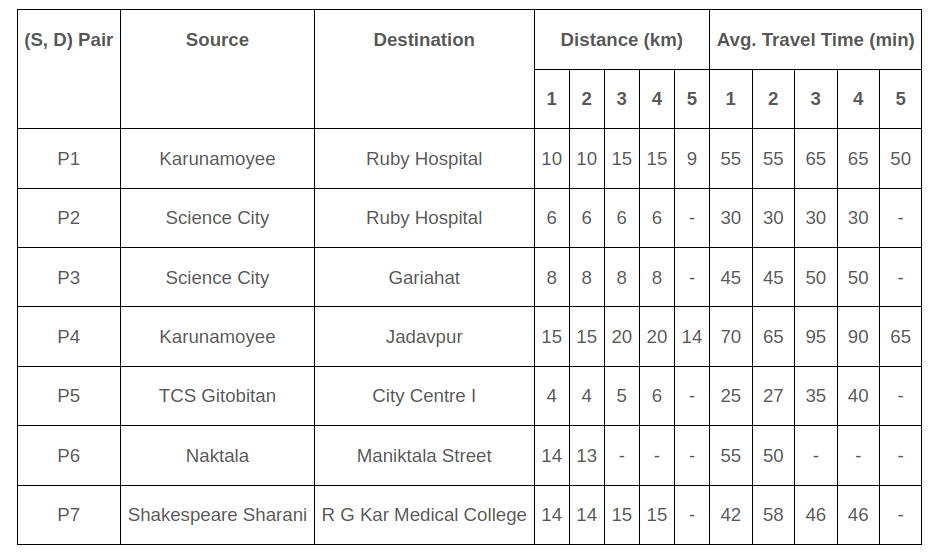 (S, D) Pair Source Destination Distance (km) Avg. Travel Time (min)
1 2 3 4 5 1 2 3 4 5
P1 Karunamoyee Ruby Hospital 10 10 15 15 9 55 55 65 65 50
P2 Science City Ruby Hospital 6 6 6 6 - 30 30 30 30 -
P3 Science City Gariahat 8 8 8 8 - 45 45 50 50 -
P4 Karunamoyee Jadavpur 15 15 20 20 14 70 65 95 90 65
P5 TCS Gitobitan City Centre I 4 4 5 6 - 25 27 35 40 -
P6 Naktala Maniktala Street 14 13 - - - 55 50 - - -
P7 Shakespeare Sharani R G Kar Medical College 14 14 15 15 - 42 58 46 46 -